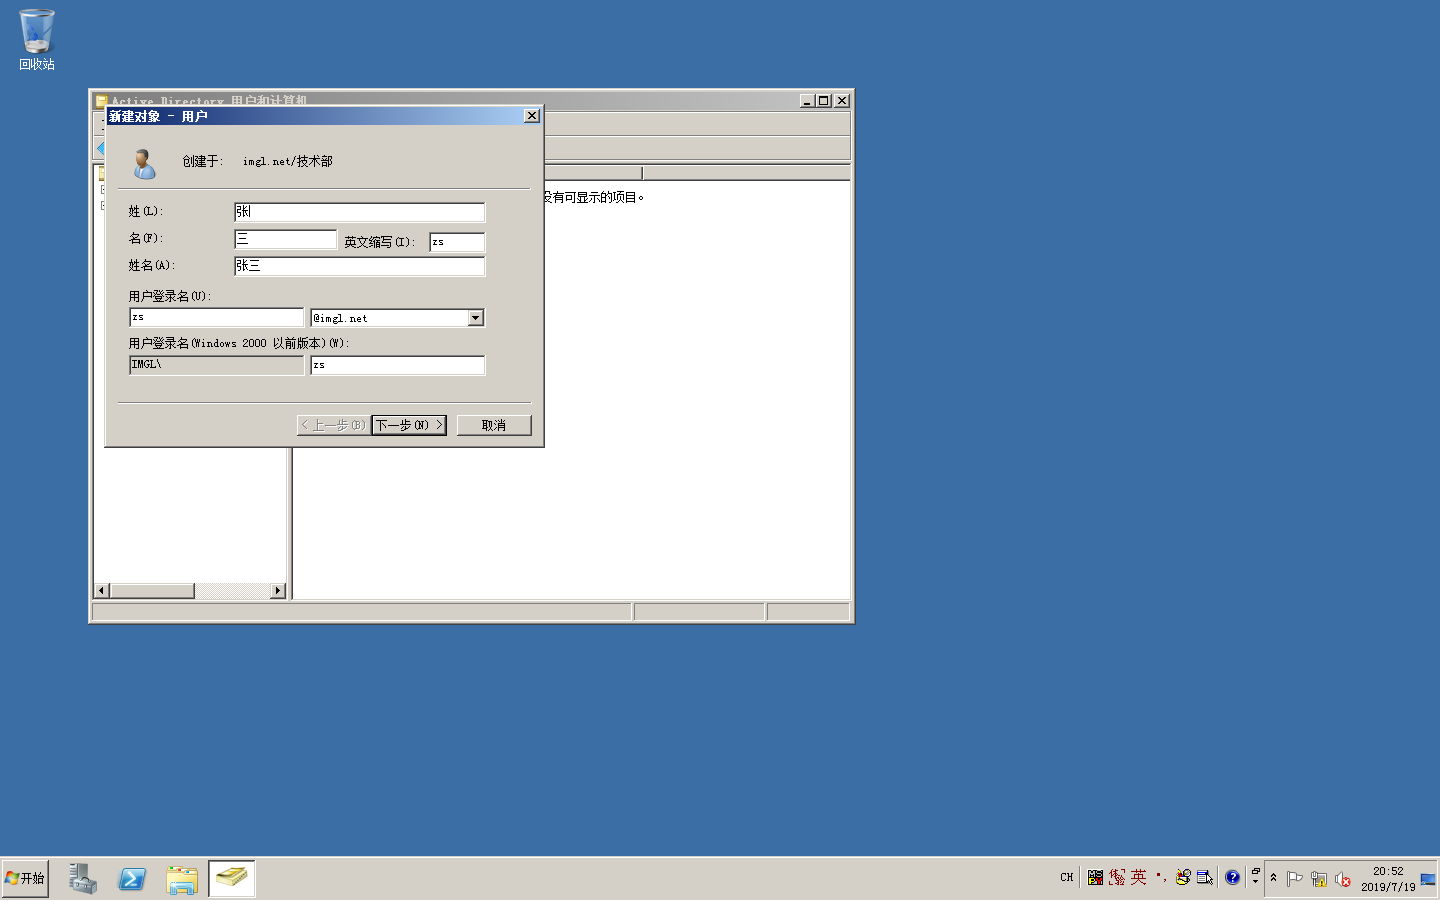 回收站
Active Directory 用户和计算机
新建对象 - 用户
创建于: imgl.net/技术部
没有可显示的项目。
姓(L): 张
名(F): 三 英文缩写(I): zs
姓名(A): 张三
用户登录名(U):
zs @imgl.net
用户登录名(Windows 2000 以前版本)(W):
IMGL\ zs
< 上一步(B) 下一步(N) > 取消
开始 CH 英 20:52
2019/7/19